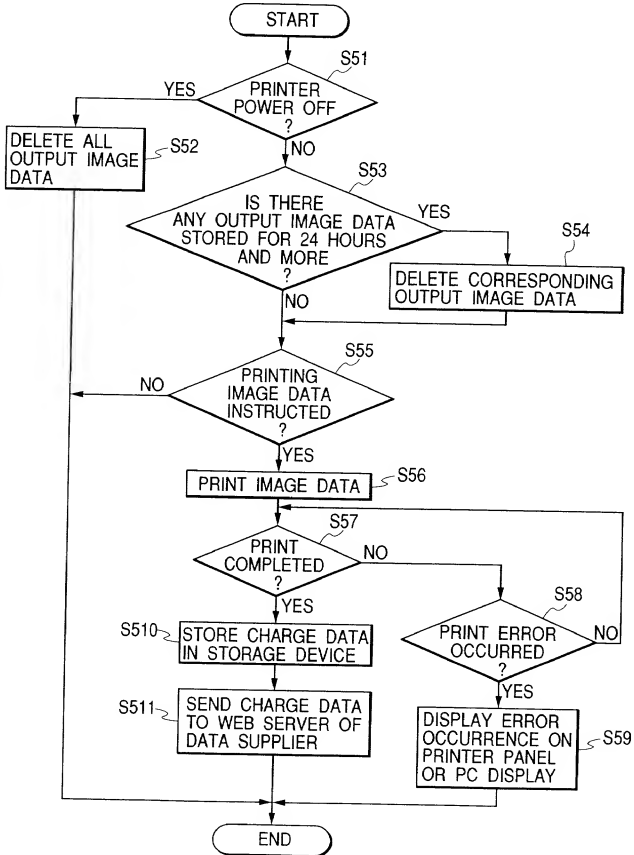 START
S51
PRINTER
POWER OFF
?
YES
NO
DELETE ALL
OUTPUT IMAGE
DATA
S52
S53
IS THERE
ANY OUTPUT IMAGE DATA
STORED FOR 24 HOURS
AND MORE
?
YES
NO
S54
DELETE CORRESPONDING
OUTPUT IMAGE DATA
S55
PRINTING
IMAGE DATA
INSTRUCTED
?
NO
YES
PRINT IMAGE DATA
S56
S57
PRINT
COMPLETED
?
NO
YES
S58
PRINT ERROR
OCCURRED
?
NO
YES
S510
STORE CHARGE DATA
IN STORAGE DEVICE
S511
SEND CHARGE DATA
TO WEB SERVER OF
DATA SUPPLIER
DISPLAY ERROR
OCCURRENCE ON
PRINTER PANEL
OR PC DISPLAY
S59
END